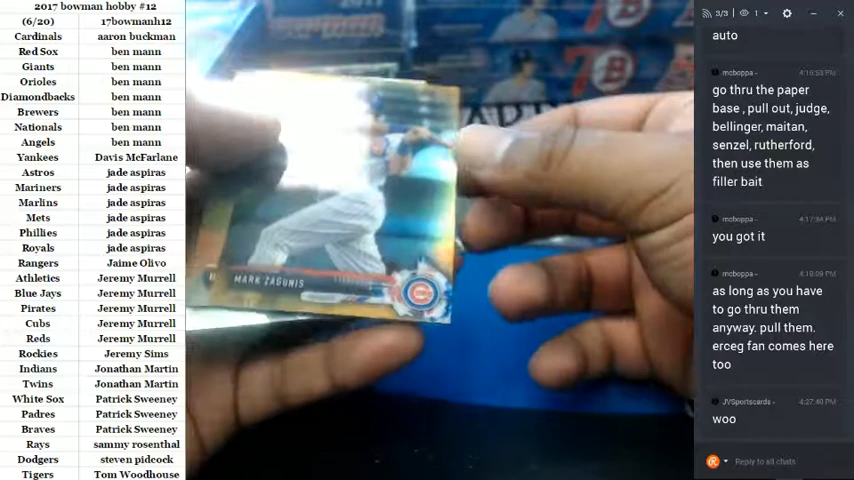 2017 bowman hobby #12
(6/20) 17bowmanh12
Cardinals aaron buckman
Red Sox ben mann
Giants ben mann
Orioles ben mann
Diamondbacks ben mann
Brewers ben mann
Nationals ben mann
Angels ben mann
Yankees Davis McFarlane
Astros jade aspiras
Mariners jade aspiras
Marlins jade aspiras
Mets jade aspiras
Phillies jade aspiras
Royals jade aspiras
Rangers Jaime Olivo
Athletics Jeremy Murrell
Blue Jays Jeremy Murrell
Pirates Jeremy Murrell
Cubs Jeremy Murrell
Reds Jeremy Murrell
Rockies Jeremy Sims
Indians Jonathan Martin
Twins Jonathan Martin
White Sox Patrick Sweeney
Padres Patrick Sweeney
Braves Patrick Sweeney
Rays sammy rosenthal
Dodgers steven pidcock
Tigers Tom Woodhouse
MARK ZAGUNIS
3/3 1
auto
mcboppa - 4:16:53 PM
go thru the paper
base , pull out, judge,
bellinger, maitan,
senzel, rutherford,
then use them as
filler bait
mcboppa - 4:17:34 PM
you got it
mcboppa - 4:18:09 PM
as long as you have
to go thru them
anyway. pull them.
erceg fan comes here
too
JVSportscards - 4:27:40 PM
woo
Reply to all chats